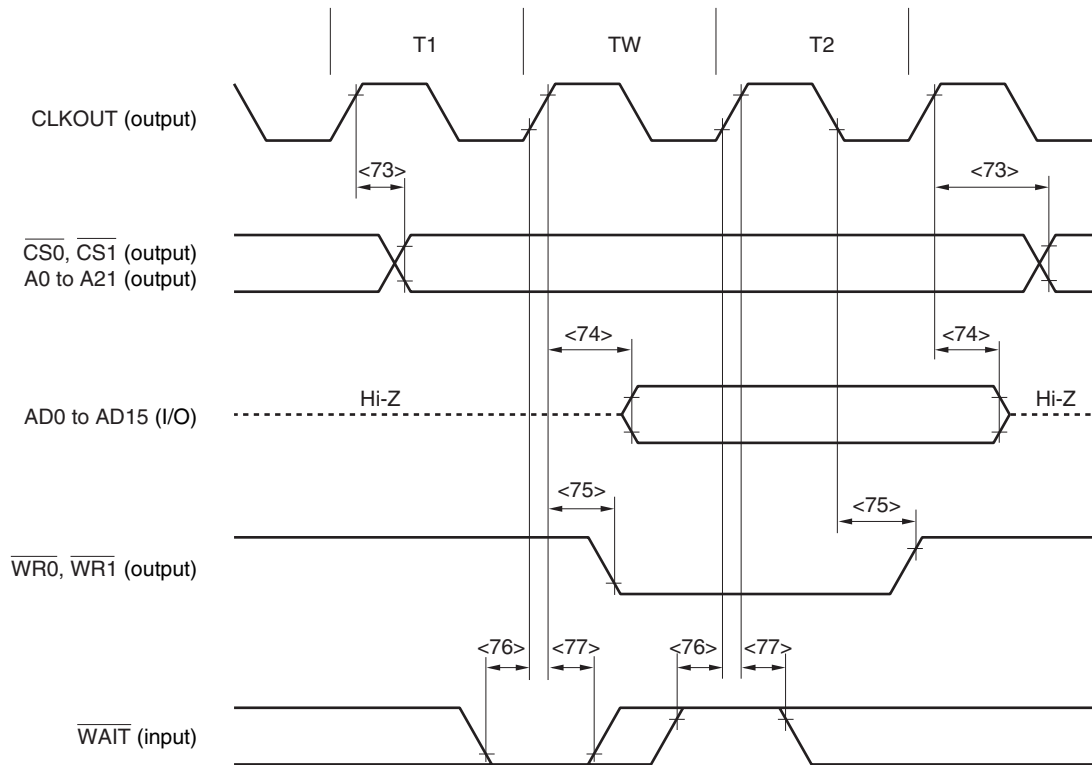 T1 TW T2
CLKOUT (output)
<73> <73>
CS0, CS1 (output)
A0 to A21 (output)
<74> <74>
Hi-Z Hi-Z
AD0 to AD15 (I/O)
<75> <75>
WR0, WR1 (output)
<76> <77> <76> <77>
WAIT (input)